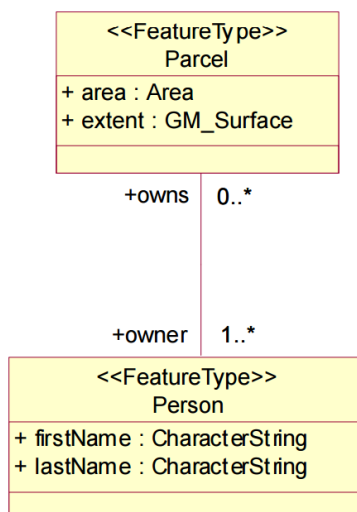 <<FeatureType>>
Parcel
+ area : Area
+ extent : GM_Surface
+owns 0..*
+owner 1..*
<<FeatureType>>
Person
+ firstName : CharacterString
+ lastName : CharacterString